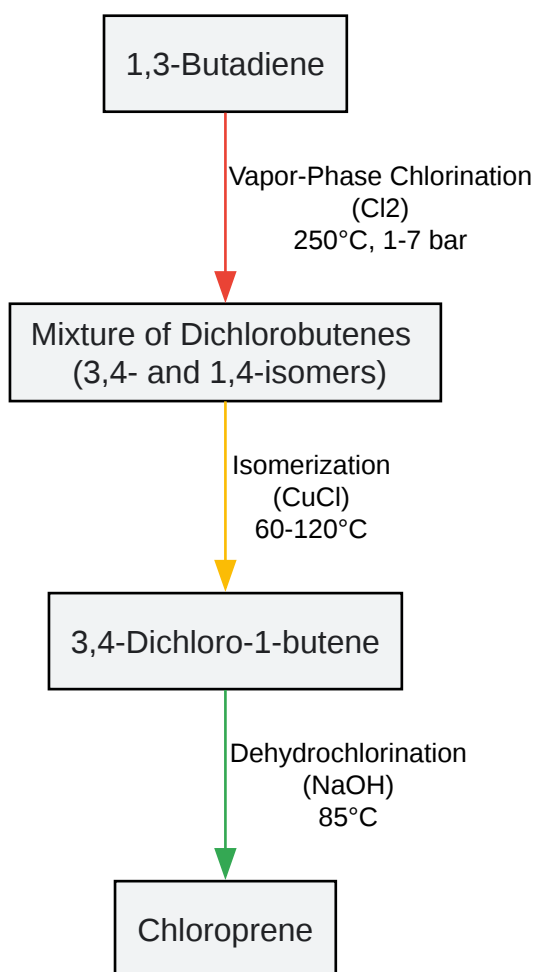 1,3-Butadiene
Vapor-Phase Chlorination
(Cl2)
250°C, 1-7 bar
Mixture of Dichlorobutenes
(3,4- and 1,4-isomers)
Isomerization
(CuCl)
60-120°C
3,4-Dichloro-1-butene
Dehydrochlorination
(NaOH)
85°C
Chloroprene